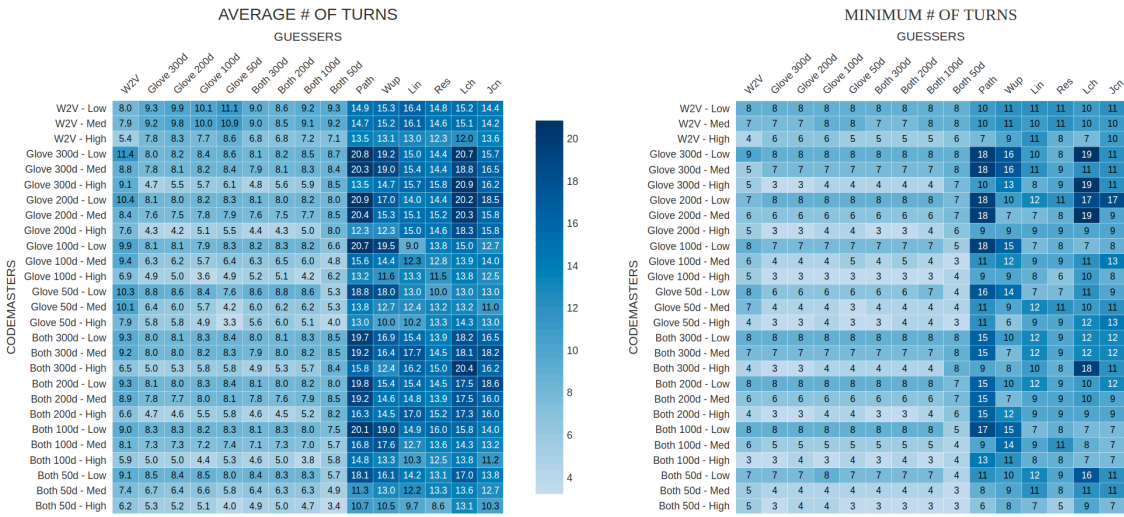 AVERAGE # OF TURNS
GUESSERS
W2V Glove 300d Glove 200d Glove 100d Glove 50d Both 300d Both 200d Both 100d Both 50d Path Wup Lin Res Lch Jcn
CODEMASTERS
W2V - Low 8.0 9.3 9.9 10.1 11.1 9.0 8.6 9.2 9.3 14.9 15.3 16.4 14.8 15.2 14.4
W2V - Med 7.9 9.2 9.8 10.0 10.9 9.0 8.5 9.1 9.2 14.7 15.2 16.1 14.6 15.1 14.2
W2V - High 5.4 7.8 8.3 7.7 8.6 6.8 6.8 7.2 7.1 13.5 13.1 13.0 12.3 12.0 13.6
Glove 300d - Low 11.4 8.0 8.2 8.4 8.6 8.1 8.2 8.5 8.7 20.8 19.2 15.0 14.4 20.7 15.7
Glove 300d - Med 8.8 7.8 8.1 8.2 8.4 8.0 8.1 8.2 8.4 20.3 19.0 15.4 14.4 18.8 16.5
Glove 300d - High 9.1 4.7 5.5 5.7 6.1 4.8 5.6 5.9 8.5 13.5 14.7 15.7 15.8 20.9 16.2
Glove 200d - Low 10.4 8.1 8.0 8.2 8.3 8.1 8.0 8.2 8.0 20.9 17.0 14.0 14.4 20.2 18.5
Glove 200d - Med 8.4 7.6 7.5 7.8 7.9 7.6 7.5 7.7 8.5 20.4 15.3 15.1 15.2 20.3 15.8
Glove 200d - High 7.6 4.3 4.2 5.1 5.5 4.4 4.3 5.0 8.0 12.3 12.3 15.0 14.6 18.3 15.8
Glove 100d - Low 9.9 8.1 8.1 7.9 8.3 8.2 8.3 8.2 6.6 20.7 19.5 9.0 13.8 15.0 12.7
Glove 100d - Med 9.4 6.3 6.2 5.7 6.4 6.3 6.5 6.0 4.8 15.6 14.4 12.3 12.8 13.9 14.0
Glove 100d - High 6.9 4.9 5.0 3.6 4.9 5.2 5.1 4.2 6.2 13.2 11.6 13.3 11.5 13.8 12.5
Glove 50d - Low 10.3 8.8 8.6 8.4 7.6 8.6 8.8 8.6 5.3 18.8 18.0 13.0 10.0 13.0 13.0
Glove 50d - Med 10.1 6.4 6.0 5.7 4.2 6.0 6.2 6.2 5.3 13.8 12.7 12.4 13.2 12.4 11.0
Glove 50d - High 7.9 5.8 5.8 4.9 3.3 5.6 6.0 5.1 4.0 13.0 10.0 10.2 13.3 14.3 13.0
Both 300d - Low 9.3 8.0 8.1 8.3 8.4 8.0 8.1 8.3 8.5 19.7 16.9 15.4 13.9 18.2 16.5
Both 300d - Med 9.2 8.0 8.0 8.2 8.3 7.9 8.0 8.2 8.5 19.2 16.4 17.7 14.5 18.1 18.2
Both 300d - High 6.5 5.0 5.3 5.8 5.8 4.9 5.3 5.7 8.4 15.8 12.4 16.2 15.0 20.4 16.2
Both 200d - Low 9.3 8.1 8.0 8.3 8.4 8.1 8.0 8.2 8.0 19.8 15.4 15.4 14.5 17.5 18.6
Both 200d - Med 8.9 7.8 7.7 8.0 8.1 7.8 7.6 7.9 8.5 19.2 14.6 14.8 13.9 17.5 16.0
Both 200d - High 6.6 4.7 4.6 5.5 5.8 4.6 4.5 5.2 8.2 16.3 14.5 17.0 15.2 17.3 16.0
Both 100d - Low 9.0 8.3 8.3 8.2 8.4 8.1 8.3 8.0 7.5 20.1 19.0 14.9 16.0 15.8 14.0
Both 100d - Med 8.1 7.3 7.3 7.2 7.4 7.1 7.3 7.0 5.7 16.8 17.6 12.7 13.6 14.3 13.2
Both 100d - High 5.9 5.0 5.0 4.4 5.3 4.6 5.0 3.8 5.8 14.8 13.3 10.3 12.5 13.8 11.2
Both 50d - Low 9.1 8.5 8.4 8.5 8.0 8.4 8.3 8.3 5.7 18.1 16.1 14.2 13.1 17.0 13.8
Both 50d - Med 7.4 6.7 6.4 6.6 5.8 6.4 6.3 6.3 4.9 11.3 13.0 12.2 13.3 13.6 12.7
Both 50d - High 6.2 5.3 5.2 5.1 4.0 4.9 5.0 4.7 3.4 10.7 10.5 9.7 8.6 13.1 10.3
20
18
16
14
12
10
8
6
4
MINIMUM # OF TURNS
GUESSERS
W2V Glove 300d Glove 200d Glove 100d Glove 50d Both 300d Both 200d Both 100d Both 50d Path Wup Lin Res Lch Jcn
CODEMASTERS
W2V - Low 8 8 8 8 8 8 8 8 8 10 11 11 11 10 11
W2V - Med 7 7 7 8 8 7 7 8 8 10 11 11 10 10 10
W2V - High 4 6 6 6 5 5 5 5 6 7 9 11 8 7 10
Glove 300d - Low 9 8 8 8 8 8 8 8 8 18 16 10 8 19 11
Glove 300d - Med 5 7 7 7 7 7 7 7 8 18 16 11 9 11 11
Glove 300d - High 5 3 3 4 4 4 4 4 7 10 13 8 9 19 11
Glove 200d - Low 8 8 8 8 8 8 8 8 7 18 10 12 11 17 17
Glove 200d - Med 6 6 6 6 6 6 6 6 8 18 7 7 8 19 9
Glove 200d - High 5 3 3 4 4 3 3 4 6 7 9 9 9 9 9
Glove 100d - Low 8 7 7 7 7 7 7 7 5 18 15 7 8 7 8
Glove 100d - Med 5 4 4 4 5 4 5 4 3 11 12 9 9 11 13
Glove 100d - High 5 3 3 3 3 3 3 3 4 9 9 8 6 10 8
Glove 50d - Low 8 6 6 7 6 6 6 7 4 16 14 7 7 11 9
Glove 50d - Med 7 4 4 4 3 4 4 4 3 11 9 12 11 10 11
Glove 50d - High 4 3 3 4 3 3 4 4 3 11 6 9 9 12 13
Both 300d - Low 8 8 8 8 8 8 8 8 8 15 10 12 9 12 12
Both 300d - Med 7 7 7 7 7 7 7 7 8 15 7 12 9 12 12
Both 300d - High 4 3 3 4 4 3 3 4 8 9 8 10 8 18 11
Both 200d - Low 8 8 8 8 8 8 8 8 7 15 10 12 9 10 12
Both 200d - Med 6 6 6 6 6 6 6 6 7 15 7 11 9 10 9
Both 200d - High 4 3 3 4 4 3 3 4 6 15 12 9 9 9 9
Both 100d - Low 8 8 8 8 8 8 8 7 5 17 15 9 8 7 7
Both 100d - Med 6 5 5 5 5 5 5 4 4 9 14 9 11 8 7
Both 100d - High 3 3 4 3 4 3 4 3 4 13 11 8 8 7 7
Both 50d - Low 7 7 7 8 7 7 7 7 4 11 10 12 9 16 11
Both 50d - Med 5 4 4 4 4 4 4 4 3 8 9 11 8 11 11
Both 50d - High 5 3 3 4 3 3 3 3 3 6 8 7 5 9 7